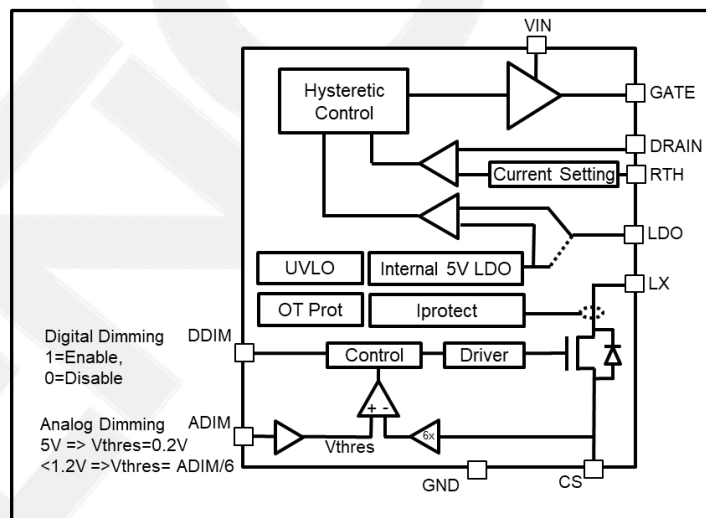 VIN
Hysteretic
Control
GATE
DRAIN
Current Setting
RTH
LDO
UVLO
Internal 5V LDO
LX
OT Prot
Iprotect
Digital Dimming
1=Enable,
0=Disable
DDIM
Control
Driver
Analog Dimming
5V => Vthres=0.2V
<1.2V =>Vthres= ADIM/6
ADIM
+ -
6x
Vthres
GND
CS